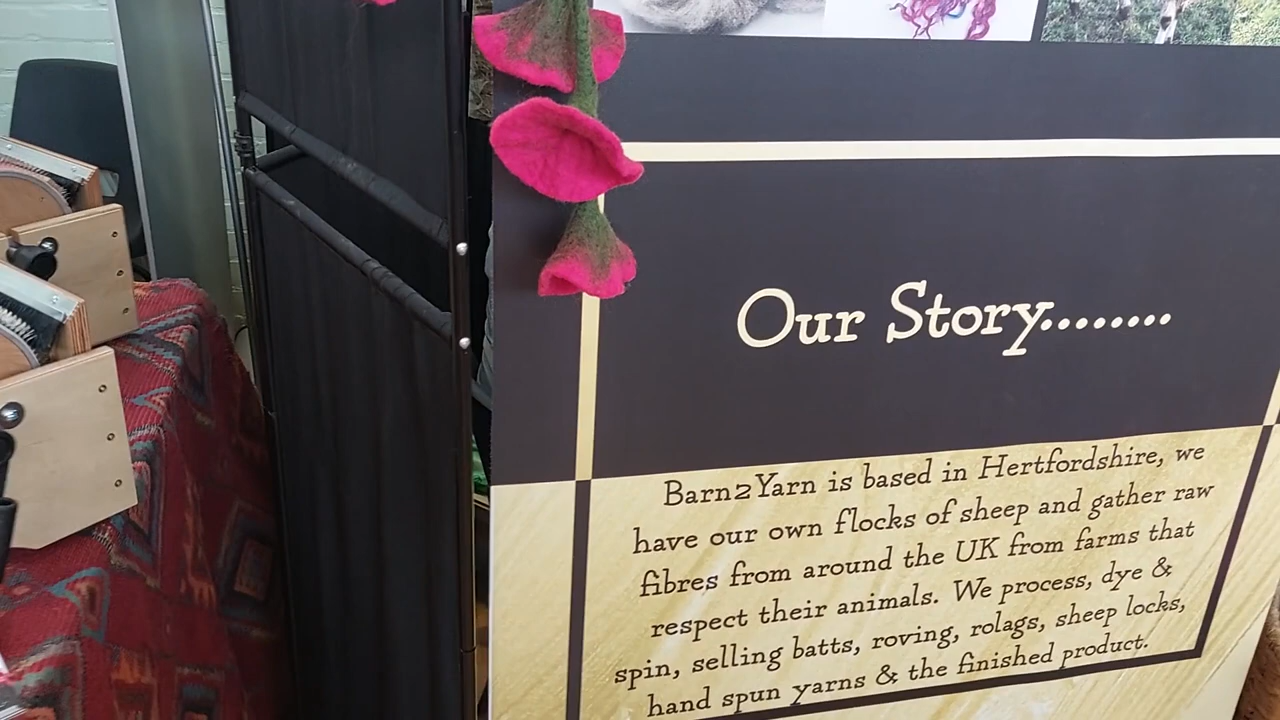 Our Story........
Barn2Yarn is based in Hertfordshire, we
have our own flocks of sheep and gather raw
fibres from around the UK from farms that
respect their animals. We process, dye &
spin, selling batts, roving, rolags, sheep locks,
hand spun yarns & the finished product.